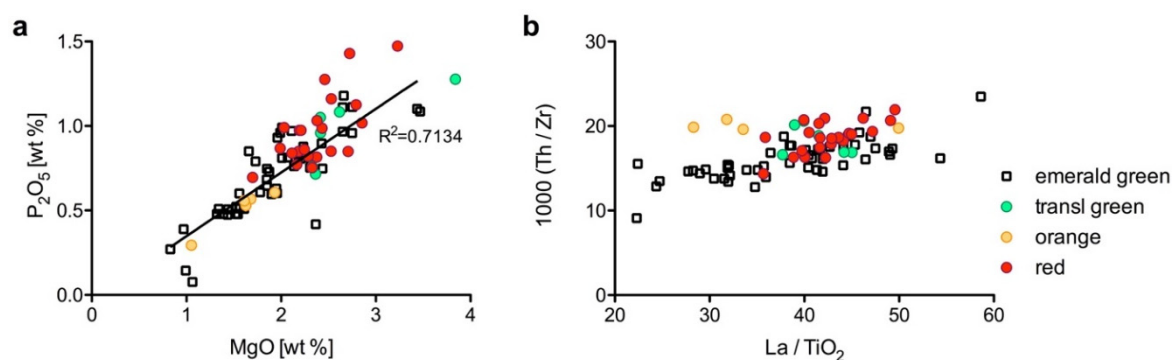 a
P₂O₅ [wt %]
1.5
1.0
0.5
0.0
R²=0.7134
0 1 2 3 4
MgO [wt %]
b
1000 (Th / Zr)
30
20
10
0
20 30 40 50 60
La / TiO₂
emerald green
transl green
orange
red